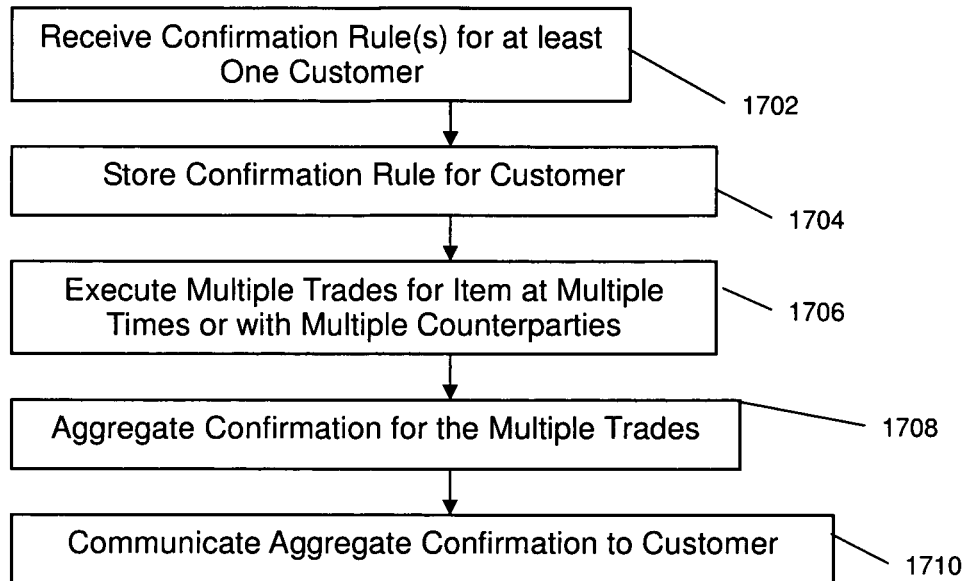 Receive Confirmation Rule(s) for at least
One Customer
1702
Store Confirmation Rule for Customer
1704
Execute Multiple Trades for Item at Multiple
Times or with Multiple Counterparties
1706
Aggregate Confirmation for the Multiple Trades
1708
Communicate Aggregate Confirmation to Customer
1710